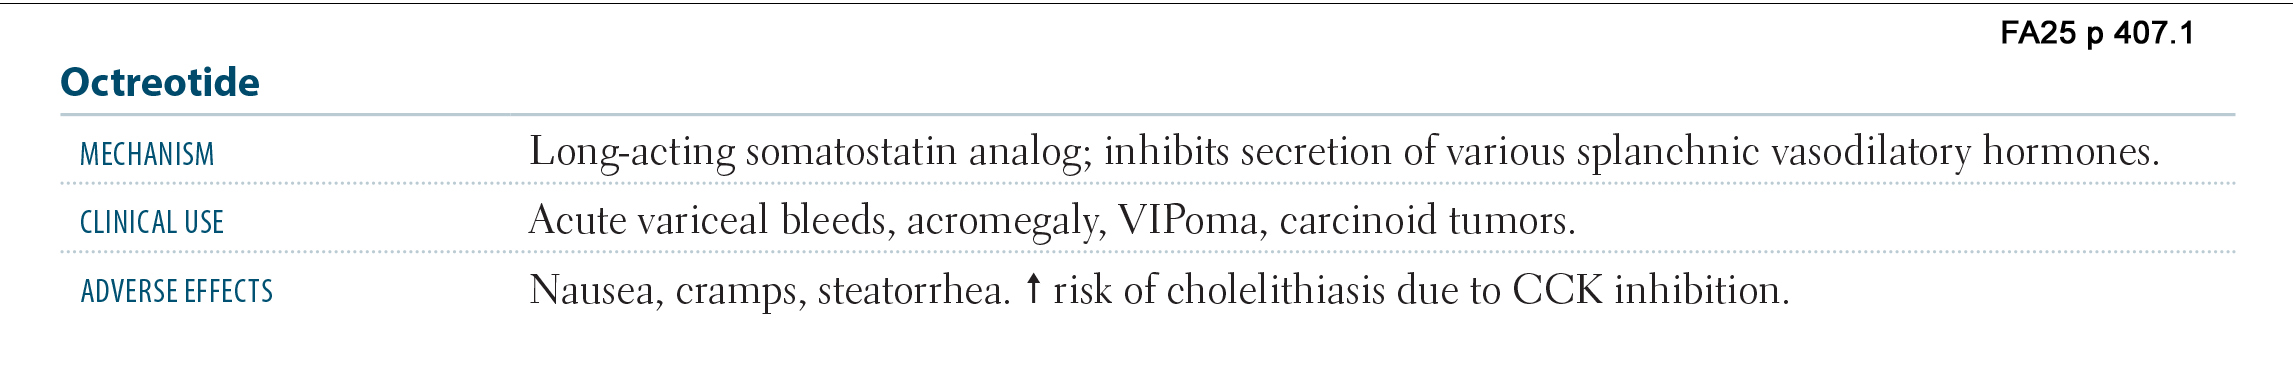 FA25 p 407.1
Octreotide
MECHANISM Long-acting somatostatin analog; inhibits secretion of various splanchnic vasodilatory hormones.
CLINICAL USE Acute variceal bleeds, acromegaly, VIPoma, carcinoid tumors.
ADVERSE EFFECTS Nausea, cramps, steatorrhea. ↑ risk of cholelithiasis due to CCK inhibition.